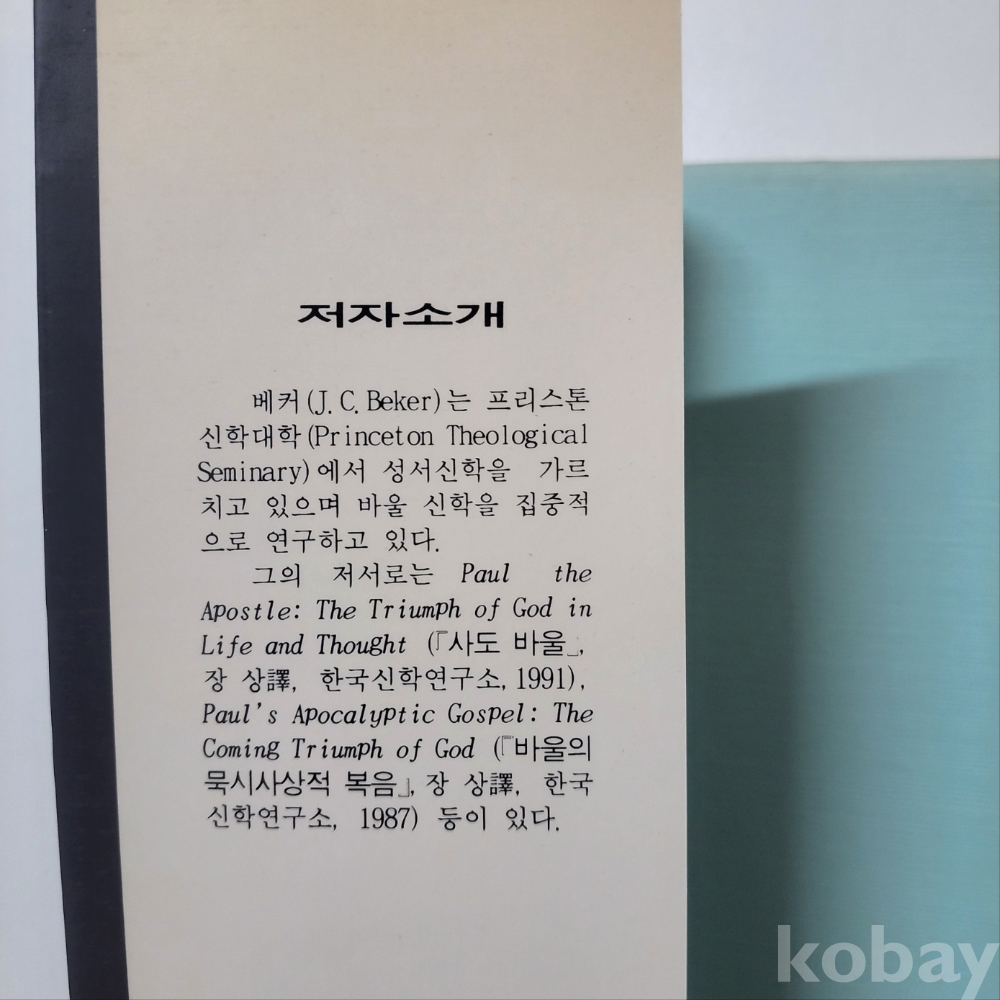 저자소개
베커(J. C. Beker)는 프리스톤
신학대학(Princeton Theological
Seminary)에서 성서신학을 가르
치고 있으며 바울 신학을 집중적
으로 연구하고 있다.
그의 저서로는 Paul the
Apostle: The Triumph of God in
Life and Thought (『사도 바울』,
장 상譯, 한국신학연구소, 1991),
Paul's Apocalyptic Gospel: The
Coming Triumph of God (『바울의
묵시사상적 복음』, 장 상譯, 한국
신학연구소, 1987) 등이 있다.
kobay